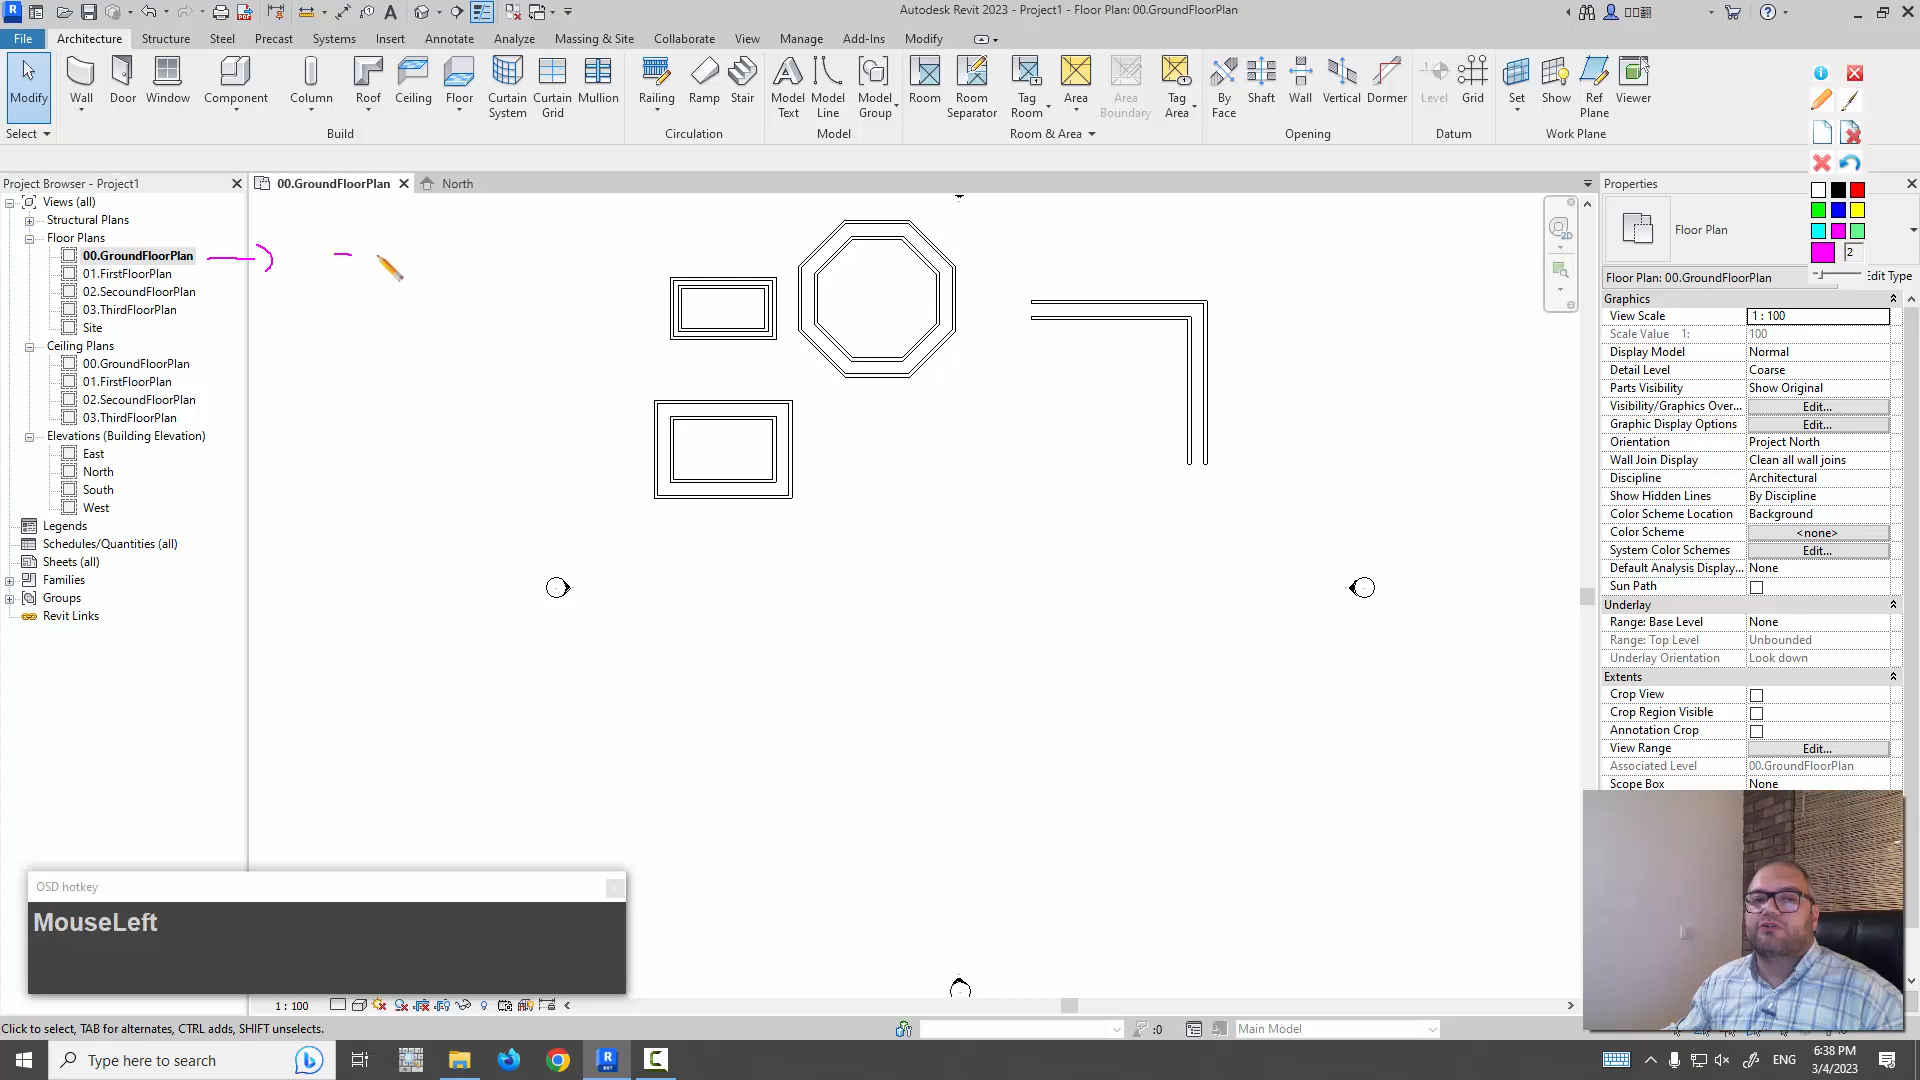 Autodesk Revit 2023 - Project1 - Floor Plan: 00.GroundFloorPlan
File Architecture Structure Steel Precast Systems Insert Annotate Analyze Massing & Site Collaborate View Manage Add-Ins Modify
Modify Wall Door Window Component Column Roof Ceiling Floor Curtain System Curtain Grid Mullion Railing Ramp Stair Model Text Model Line Model Group Room Room Separator Tag Room Area Area Boundary Tag Area By Face Shaft Wall Vertical Dormer Level Grid Set Show Ref Plane Viewer
Select Build Circulation Model Room & Area Opening Datum Work Plane
Project Browser - Project1
Views (all)
Structural Plans
Floor Plans
00.GroundFloorPlan
01.FirstFloorPlan
02.SecoundFloorPlan
03.ThirdFloorPlan
Site
Ceiling Plans
00.GroundFloorPlan
01.FirstFloorPlan
02.SecoundFloorPlan
03.ThirdFloorPlan
Elevations (Building Elevation)
East
North
South
West
Legends
Schedules/Quantities (all)
Sheets (all)
Families
Groups
Revit Links
00.GroundFloorPlan North
Properties
Floor Plan
2
Floor Plan: 00.GroundFloorPlan Edit Type
Graphics
View Scale 1 : 100
Scale Value 1: 100
Display Model Normal
Detail Level Coarse
Parts Visibility Show Original
Visibility/Graphics Over... Edit...
Graphic Display Options Edit...
Orientation Project North
Wall Join Display Clean all wall joins
Discipline Architectural
Show Hidden Lines By Discipline
Color Scheme Location Background
Color Scheme <none>
System Color Schemes Edit...
Default Analysis Display... None
Sun Path
Underlay
Range: Base Level None
Range: Top Level Unbounded
Underlay Orientation Look down
Extents
Crop View
Crop Region Visible
Annotation Crop
View Range Edit...
Associated Level 00.GroundFloorPlan
Scope Box None
OSD hotkey
MouseLeft
1 : 100
Click to select, TAB for alternates, CTRL adds, SHIFT unselects.
:0
Main Model
Type here to search
ENG
6:38 PM
3/4/2023